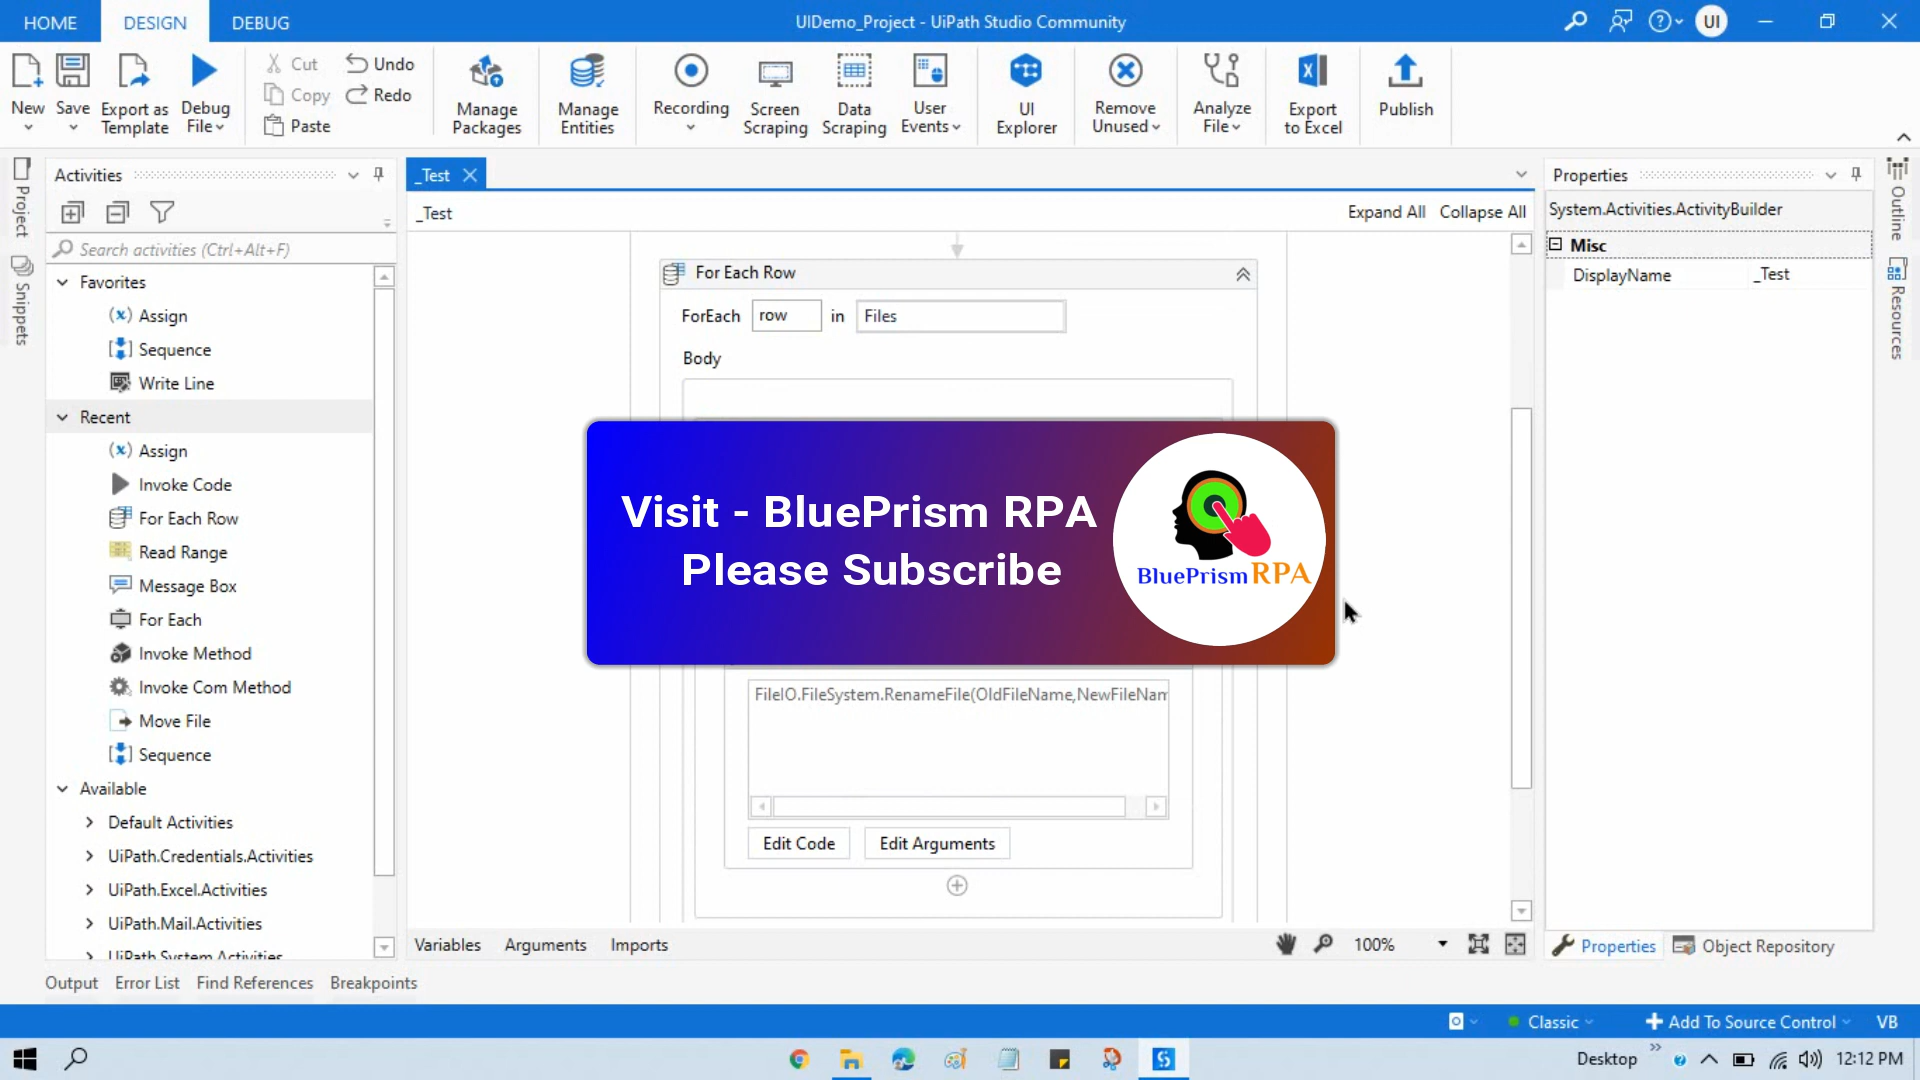 HOME
DESIGN
DEBUG
UIDemo_Project - UiPath Studio Community
UI
New
Save
Export as
Template
Debug
File
Cut
Copy
Paste
Undo
Redo
Manage
Packages
Manage
Entities
Recording
Screen
Scraping
Data
Scraping
User
Events
UI
Explorer
Remove
Unused
Analyze
File
Export
to Excel
Publish
Project
Snippets
Activities
Search activities (Ctrl+Alt+F)
Favorites
Assign
Sequence
Write Line
Recent
Assign
Invoke Code
For Each Row
Read Range
Message Box
For Each
Invoke Method
Invoke Com Method
Move File
Sequence
Available
Default Activities
UiPath.Credentials.Activities
UiPath.Excel.Activities
UiPath.Mail.Activities
UiPath.System.Activities
_Test
_Test
Expand All
Collapse All
For Each Row
ForEach
row
in
Files
Body
Visit - BluePrism RPA
Please Subscribe
BluePrism RPA
FileIO.FileSystem.RenameFile(OldFileName,NewFileNam
Edit Code
Edit Arguments
Variables
Arguments
Imports
100%
Properties
System.Activities.ActivityBuilder
Misc
DisplayName
_Test
Outline
Resources
Properties
Object Repository
Output
Error List
Find References
Breakpoints
Classic
Add To Source Control
VB
Desktop
12:12 PM